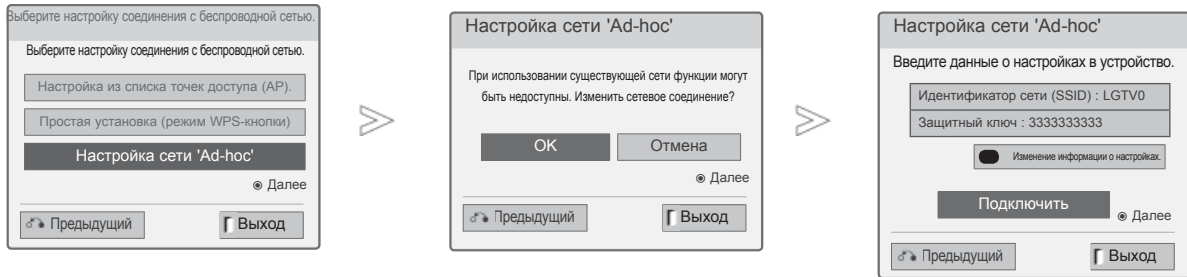 Выберите настройку соединения с беспроводной сетью.
Выберите настройку соединения с беспроводной сетью.
Настройка из списка точек доступа (AP).
Простая установка (режим WPS-кнопки)
Настройка сети 'Ad-hoc'
Далее
Предыдущий
Выход
Настройка сети 'Ad-hoc'
При использовании существующей сети функции могут
быть недоступны. Изменить сетевое соединение?
OK
Отмена
Далее
Предыдущий
Выход
Настройка сети 'Ad-hoc'
Введите данные о настройках в устройство.
Идентификатор сети (SSID) : LGTV0
Защитный ключ : 3333333333
Изменение информации о настройках.
Подключить
Далее
Предыдущий
Выход